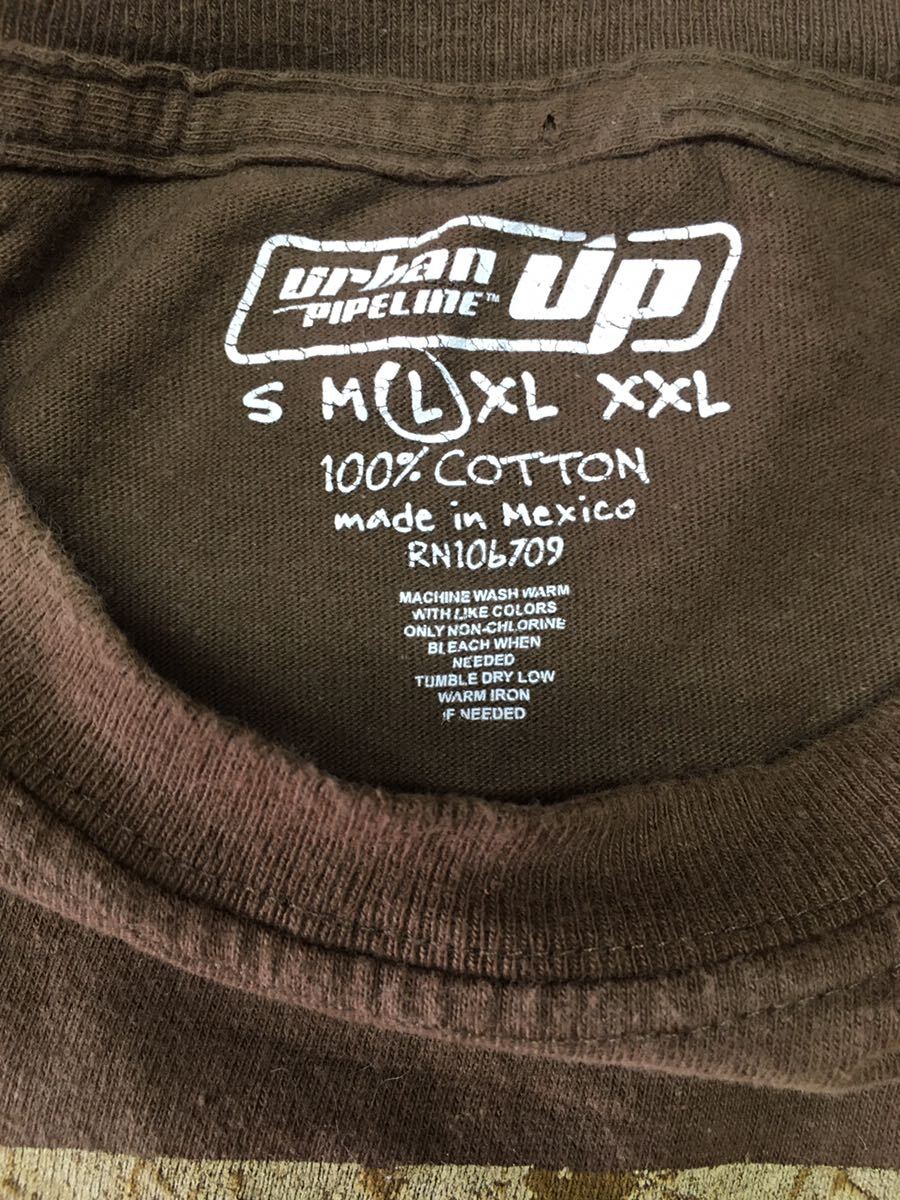 urban UP
PIPELINE™
S M L XL XXL
100% COTTON
made in Mexico
RN106709
MACHINE WASH WARM
WITH LIKE COLORS
ONLY NON-CHLORINE
BLEACH WHEN
NEEDED
TUMBLE DRY LOW
WARM IRON
IF NEEDED